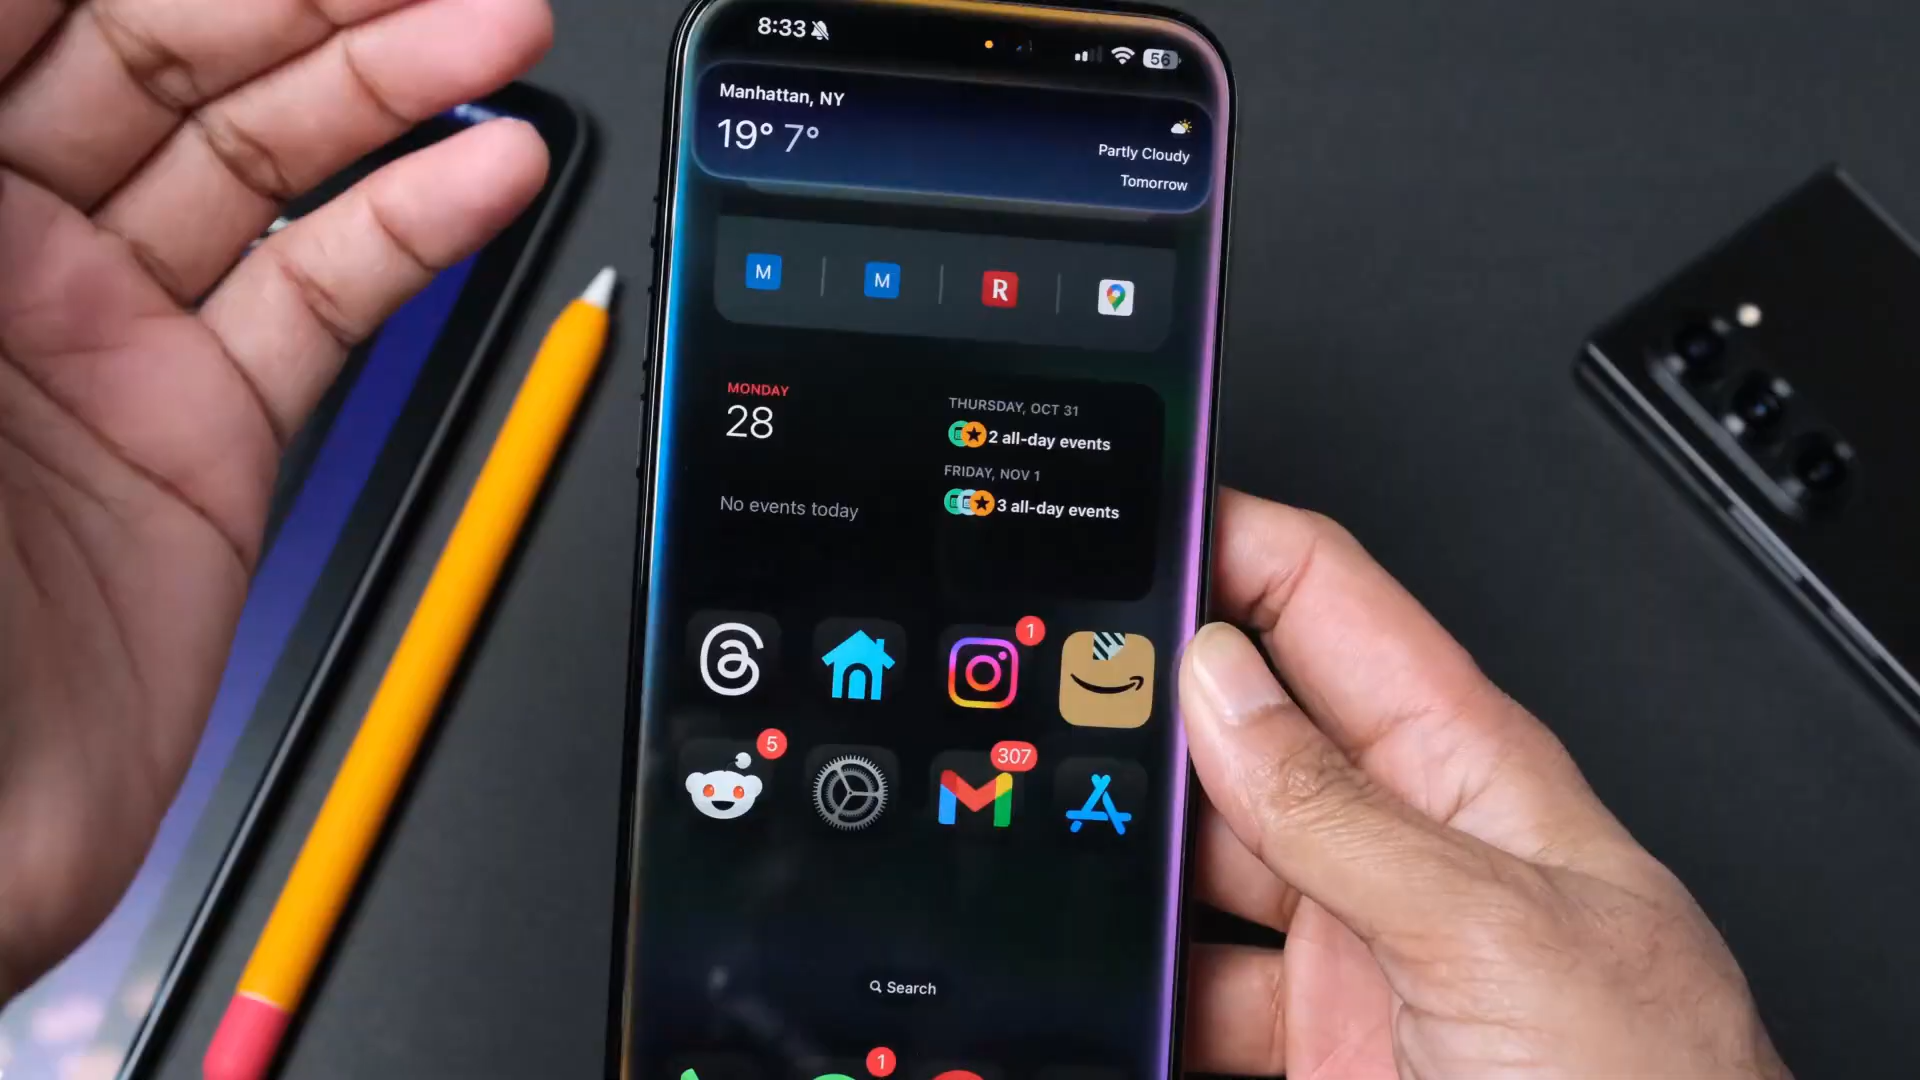 8:33
56
Manhattan, NY
19° 7°
Partly Cloudy
Tomorrow
M
M
R
MONDAY
28
No events today
THURSDAY, OCT 31
2 all-day events
FRIDAY, NOV 1
3 all-day events
1
5
307
Search
1